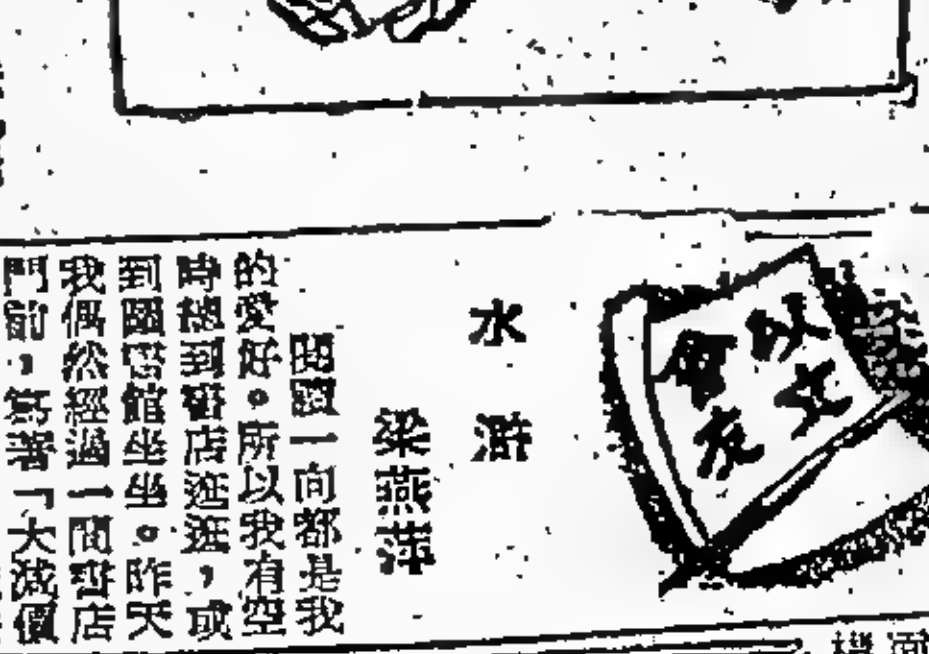 以文
會友
水滸
梁燕萍
閱讀一向都是我
的愛好。所以我有空
時總到書店逛逛，或
到圖書館坐坐。昨天
我偶然經過一間書店
門前，寫著「大減價